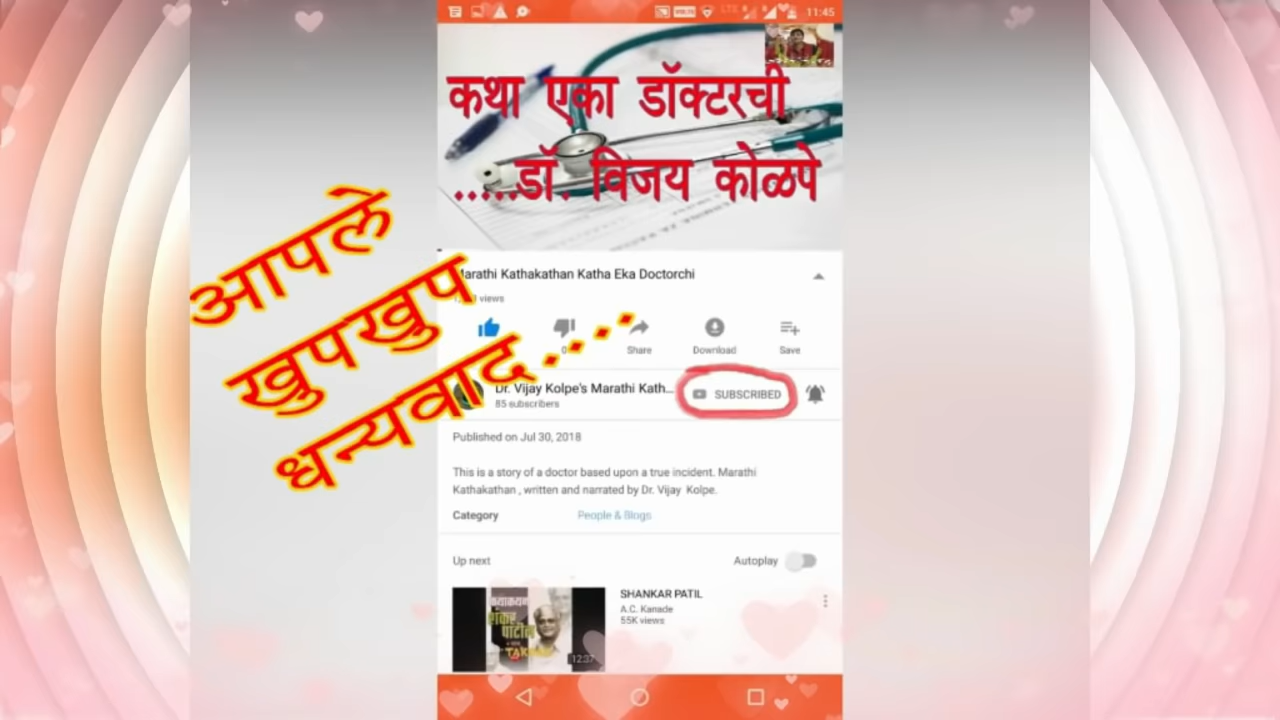 11:45
कथा एका डॉक्टरची
.....डॉ. विजय कोळपे
आपले
खुपखुप
धन्यवाद....
Marathi Kathakathan Katha Eka Doctorchi
views
Share
Download
Save
Dr. Vijay Kolpe's Marathi Kath...
85 subscribers
SUBSCRIBED
Published on Jul 30, 2018
This is a story of a doctor based upon a true incident. Marathi
Kathakathan , written and narrated by Dr. Vijay Kolpe.
Category
People & Blogs
Up next
Autoplay
SHANKAR PATIL
A.C. Kanade
55K views
कथाकथन
शंकर
पाटील
12:37